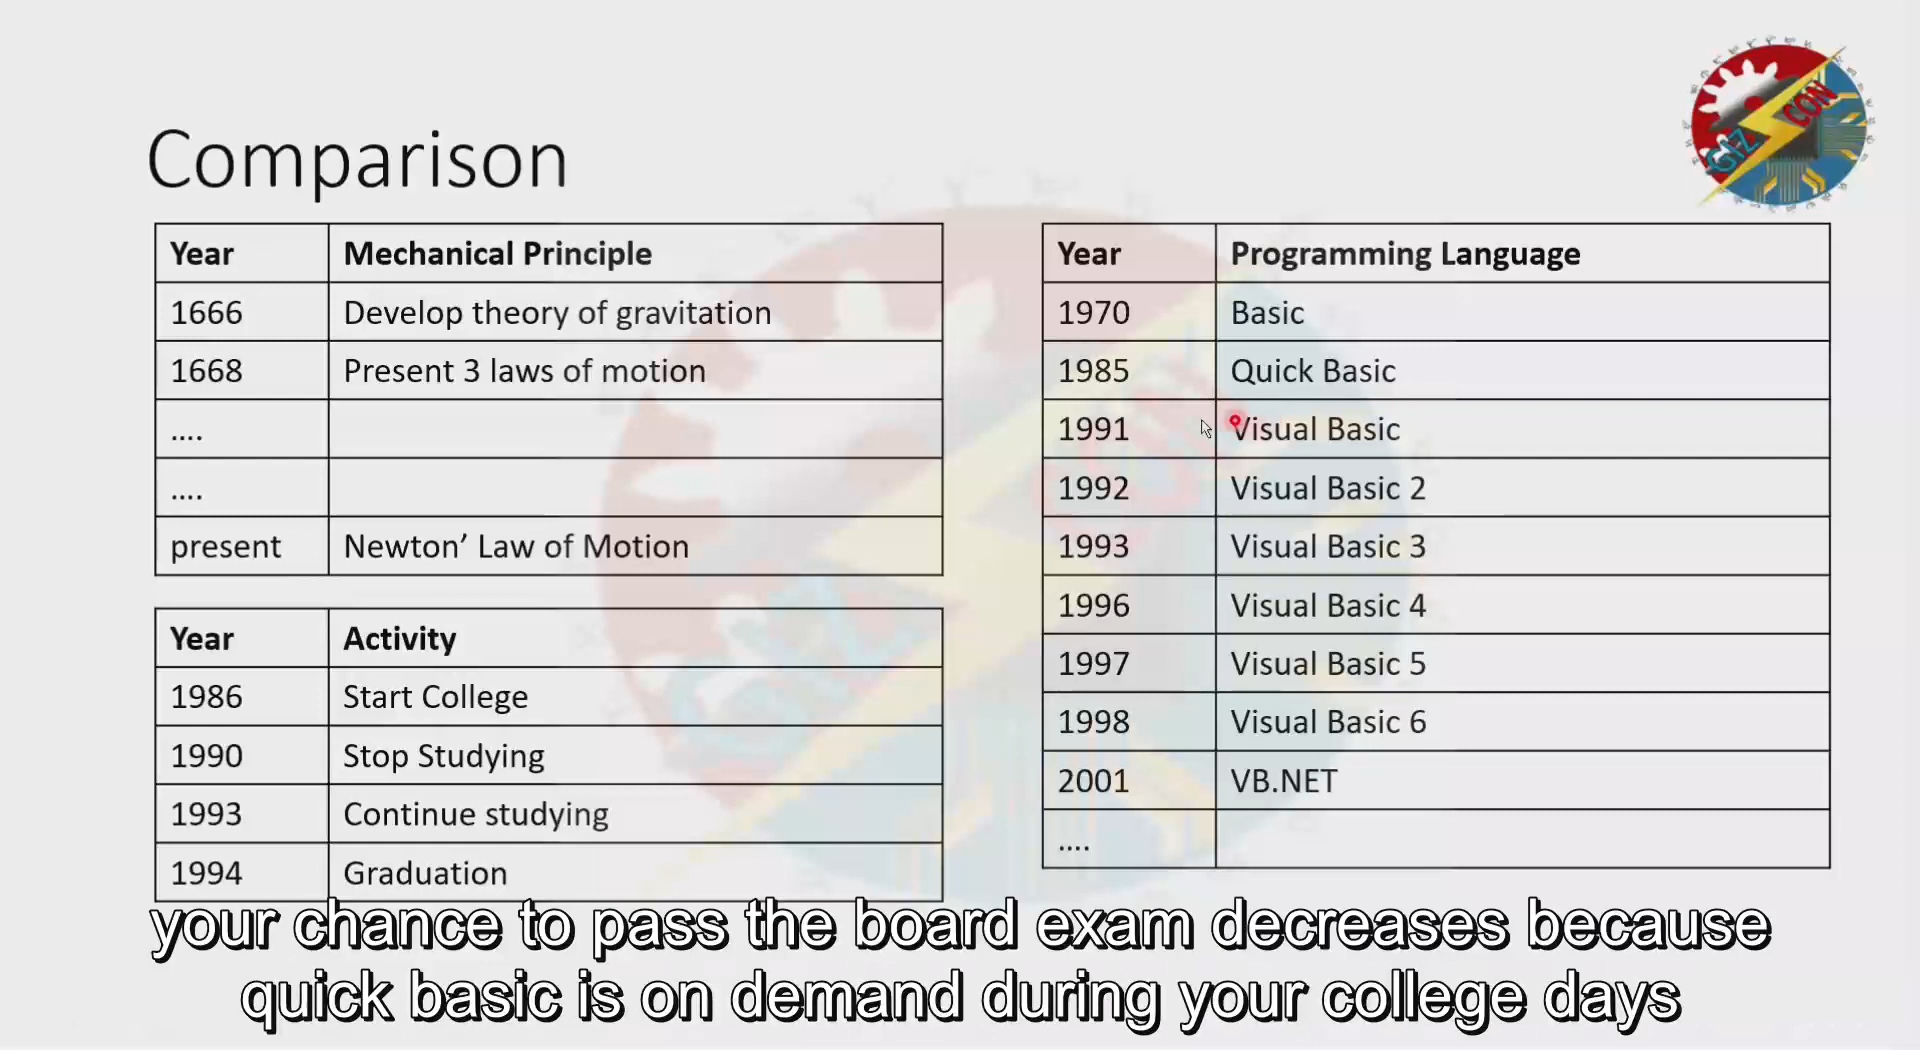 Comparison
GIZ CON
Year Mechanical Principle
1666 Develop theory of gravitation
1668 Present 3 laws of motion
....
....
present Newton’ Law of Motion
Year Activity
1986 Start College
1990 Stop Studying
1993 Continue studying
1994 Graduation
Year Programming Language
1970 Basic
1985 Quick Basic
1991 Visual Basic
1992 Visual Basic 2
1993 Visual Basic 3
1996 Visual Basic 4
1997 Visual Basic 5
1998 Visual Basic 6
2001 VB.NET
....
your chance to pass the board exam decreases because
quick basic is on demand during your college days